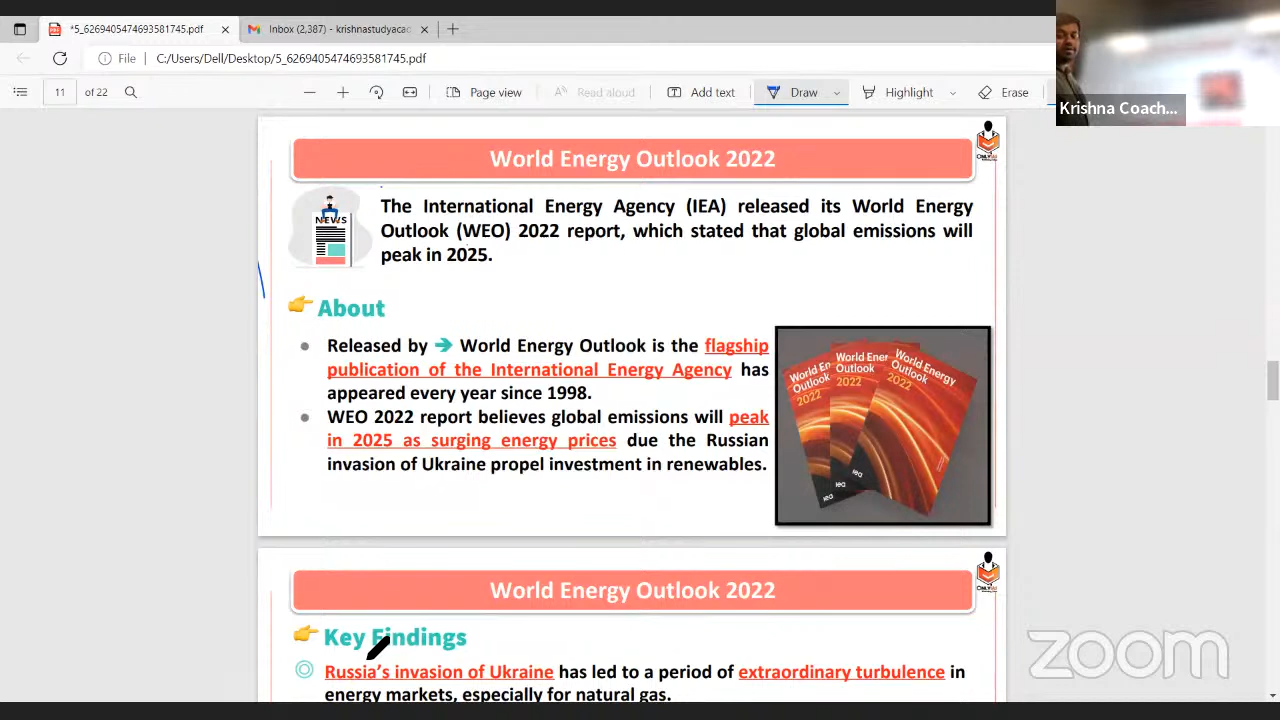 *5_6269405474693581745.pdf
Inbox (2,387) - krishnastudyacac
File
C:/Users/Dell/Desktop/5_6269405474693581745.pdf
11 of 22
Page view
Read aloud
Add text
Draw
Highlight
Erase
Krishna Coach...
World Energy Outlook 2022
NEWS
The International Energy Agency (IEA) released its World Energy
Outlook (WEO) 2022 report, which stated that global emissions will
peak in 2025.
About
Released by World Energy Outlook is the flagship
publication of the International Energy Agency has
appeared every year since 1998.
WEO 2022 report believes global emissions will peak
in 2025 as surging energy prices due the Russian
invasion of Ukraine propel investment in renewables.
World En
Outlook
2022
iea
World Ener
Outlook
2022
iea
World Energy
Outlook
2022
iea
World Energy Outlook 2022
Key Findings
Russia's invasion of Ukraine has led to a period of extraordinary turbulence in
energy markets, especially for natural gas.
zoom